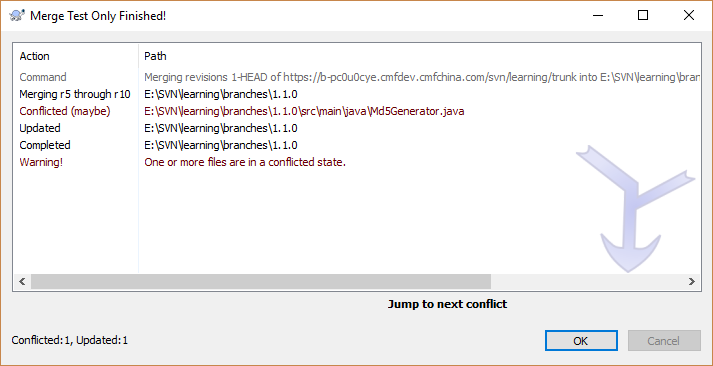 Merge Test Only Finished!
Action Path
Command Merging revisions 1-HEAD of https://b-pc0u0cye.cmfdev.cmfchina.com/svn/learning/trunk into E:\SVN\learning\bran
Merging r5 through r10 E:\SVN\learning\branches\1.1.0
Conflicted (maybe) E:\SVN\learning\branches\1.1.0\src\main\java\Md5Generator.java
Updated E:\SVN\learning\branches\1.1.0
Completed E:\SVN\learning\branches\1.1.0
Warning! One or more files are in a conflicted state.
Jump to next conflict
Conflicted:1, Updated:1
OK Cancel